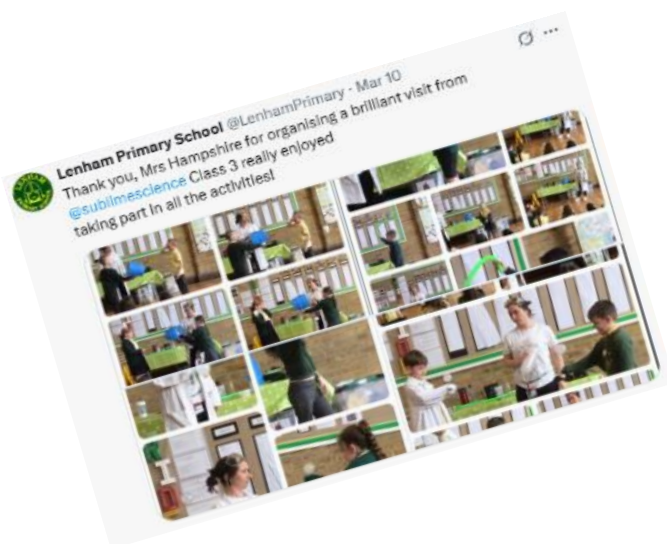 Lenham Primary School @LenhamPrimary · Mar 10
Thank you, Mrs Hampshire for organising a brilliant visit from
@sublimescience Class 3 really enjoyed
taking part in all the activities!